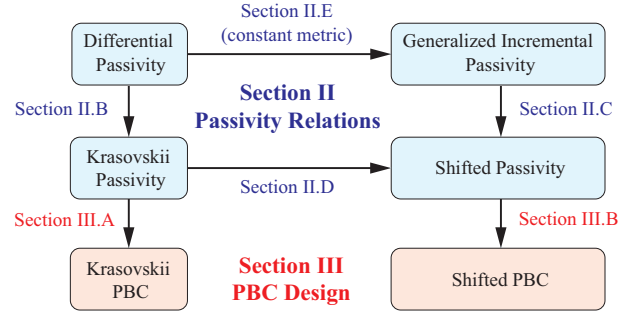 Section II.E
(constant metric)
Differential
Passivity
Generalized Incremental
Passivity
Section II.B
Section II
Passivity Relations
Section II.C
Krasovskii
Passivity
Section II.D
Shifted Passivity
Section III.A
Section III.B
Krasovskii
PBC
Section III
PBC Design
Shifted PBC